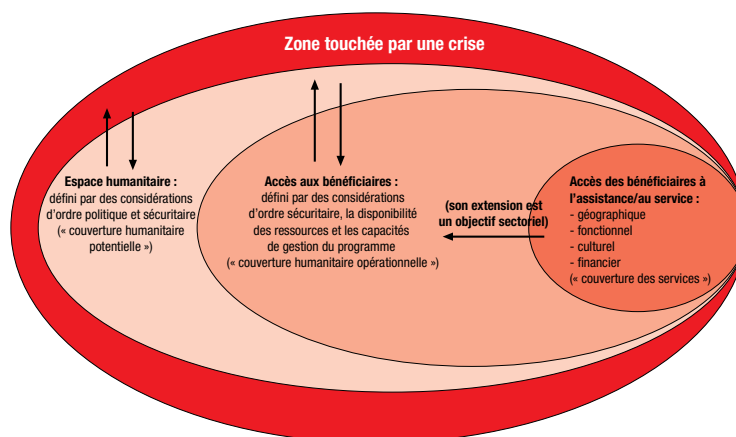 Zone touchée par une crise
Espace humanitaire :
défini par des considérations
d'ordre politique et sécuritaire
(« couverture humanitaire
potentielle »)
Accès aux bénéficiaires :
défini par des considérations
d'ordre sécuritaire, la disponibilité
des ressources et les capacités
de gestion du programme
(« couverture humanitaire opérationnelle »)
(son extension est
un objectif sectoriel)
Accès des bénéficiaires à
l'assistance/au service :
- géographique
- fonctionnel
- culturel
- financier
(« couverture des services »)